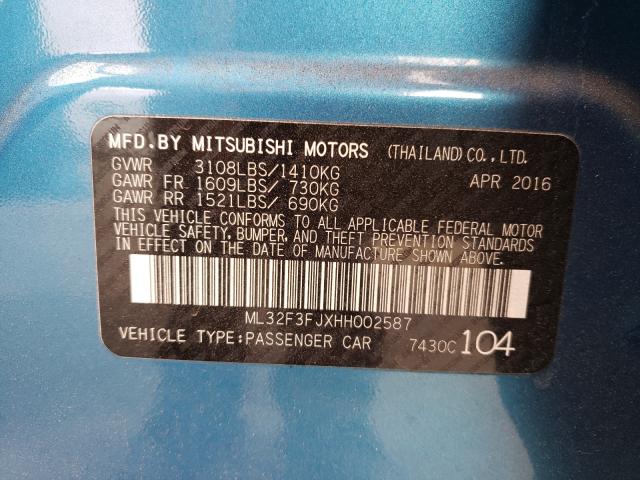 MFD.BY MITSUBISHI MOTORS (THAILAND)CO.,LTD.
GVWR 3108LBS/1410KG APR 2016
GAWR FR 1609LBS/ 730KG
GAWR RR 1521LBS/ 690KG
THIS VEHICLE CONFORMS TO ALL APPLICABLE FEDERAL MOTOR
VEHICLE SAFETY, BUMPER, AND THEFT PREVENTION STANDARDS
IN EFFECT ON THE DATE OF MANUFACTURE SHOWN ABOVE.
ML32F3FJXHH002587
VEHICLE TYPE:PASSENGER CAR 7430C 104